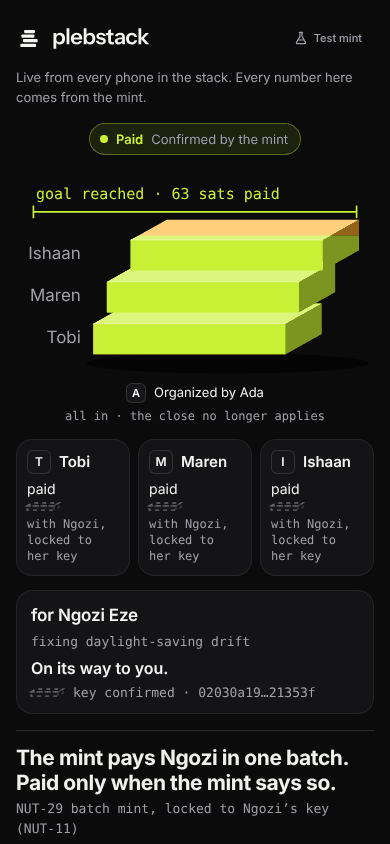 plebstack
Test mint
Live from every phone in the stack. Every number here
comes from the mint.
Paid Confirmed by the mint
goal reached · 63 sats paid
Ishaan
Maren
Tobi
A Organized by Ada
all in · the close no longer applies
T Tobi
paid
with Ngozi,
locked to
her key
M Maren
paid
with Ngozi,
locked to
her key
I Ishaan
paid
with Ngozi,
locked to
her key
for Ngozi Eze
fixing daylight-saving drift
On its way to you.
key confirmed · 02030a19…21353f
The mint pays Ngozi in one batch.
Paid only when the mint says so.
NUT-29 batch mint, locked to Ngozi’s key
(NUT-11)